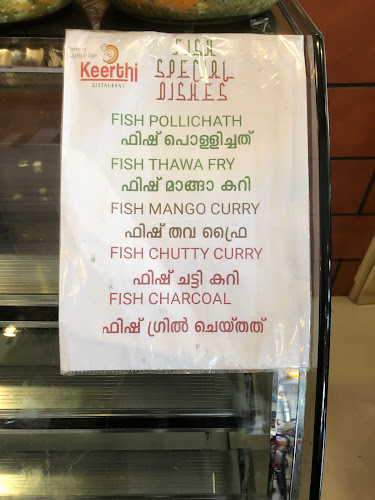 Keerthi
RESTAURANT
FISH
SPECIAL
DISHES
FISH POLLICHATH
ഫിഷ് പൊള്ളിച്ചത്
FISH THAWA FRY
ഫിഷ് മാങ്ങാ കറി
FISH MANGO CURRY
ഫിഷ് തവ ഫ്രൈ
FISH CHUTTY CURRY
ഫിഷ് ചട്ടി കറി
FISH CHARCOAL
ഫിഷ് ഗ്രിൽ ചെയ്തത്